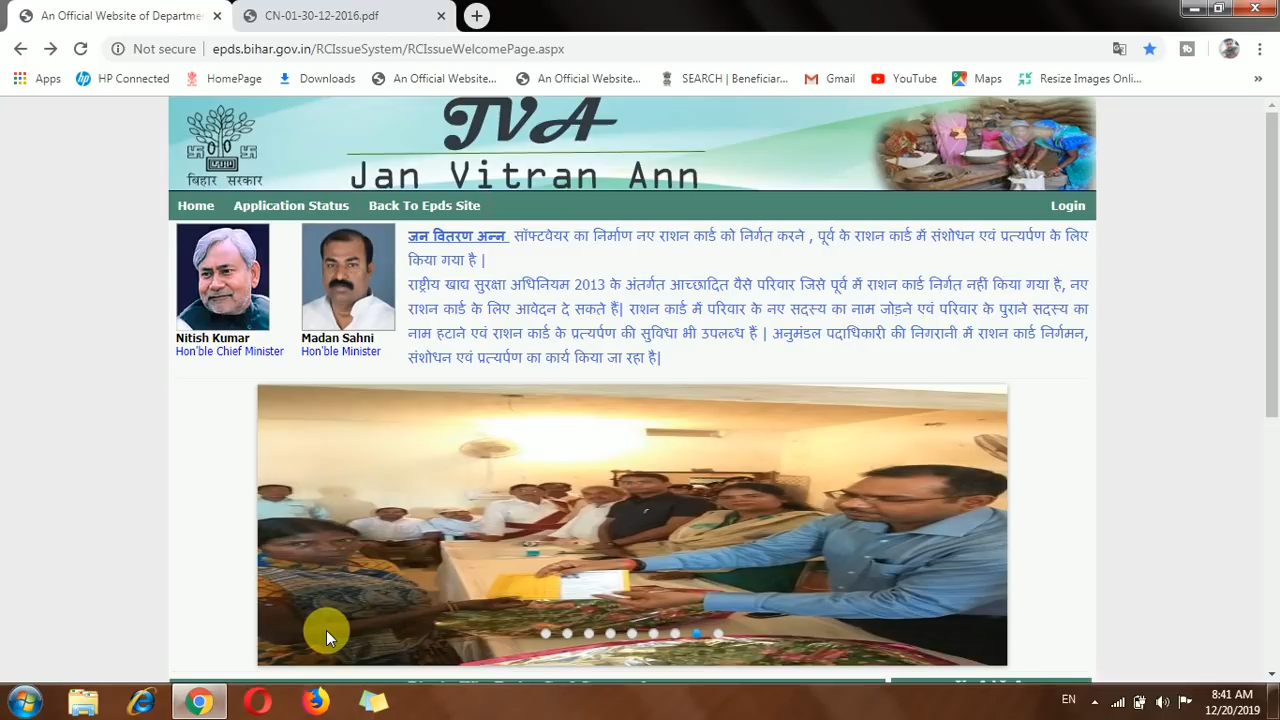 An Official Website of Departme
CN-01-30-12-2016.pdf
Not secure
epds.bihar.gov.in/RCIssueSystem/RCIssueWelcomePage.aspx
Apps
HP Connected
HomePage
Downloads
An Official Website...
An Official Website...
SEARCH | Beneficiar...
Gmail
YouTube
Maps
Resize Images Onli...
»
JVA
Jan Vitran Ann
बिहार सरकार
Home
Application Status
Back To Epds Site
Login
जन वितरण अन्न सॉफ्टवेयर का निर्माण नए राशन कार्ड को निर्गत करने , पूर्व के राशन कार्ड में संशोधन एवं प्रत्यर्पण के लिए
किया गया है |
राष्ट्रीय खाद्य सुरक्षा अधिनियम 2013 के अंतर्गत आच्छादित वैसे परिवार जिसे पूर्व में राशन कार्ड निर्गत नहीं किया गया है, नए
राशन कार्ड के लिए आवेदन दे सकते हैं| राशन कार्ड में परिवार के नए सदस्य का नाम जोड़ने एवं परिवार के पुराने सदस्य का
नाम हटाने एवं राशन कार्ड के प्रत्यर्पण की सुविधा भी उपलब्ध हैं | अनुमंडल पदाधिकारी की निगरानी में राशन कार्ड निर्गमन,
संशोधन एवं प्रत्यर्पण का कार्य किया जा रहा है|
Nitish Kumar
Hon'ble Chief Minister
Madan Sahni
Hon'ble Minister
EN
8:41 AM
12/20/2019